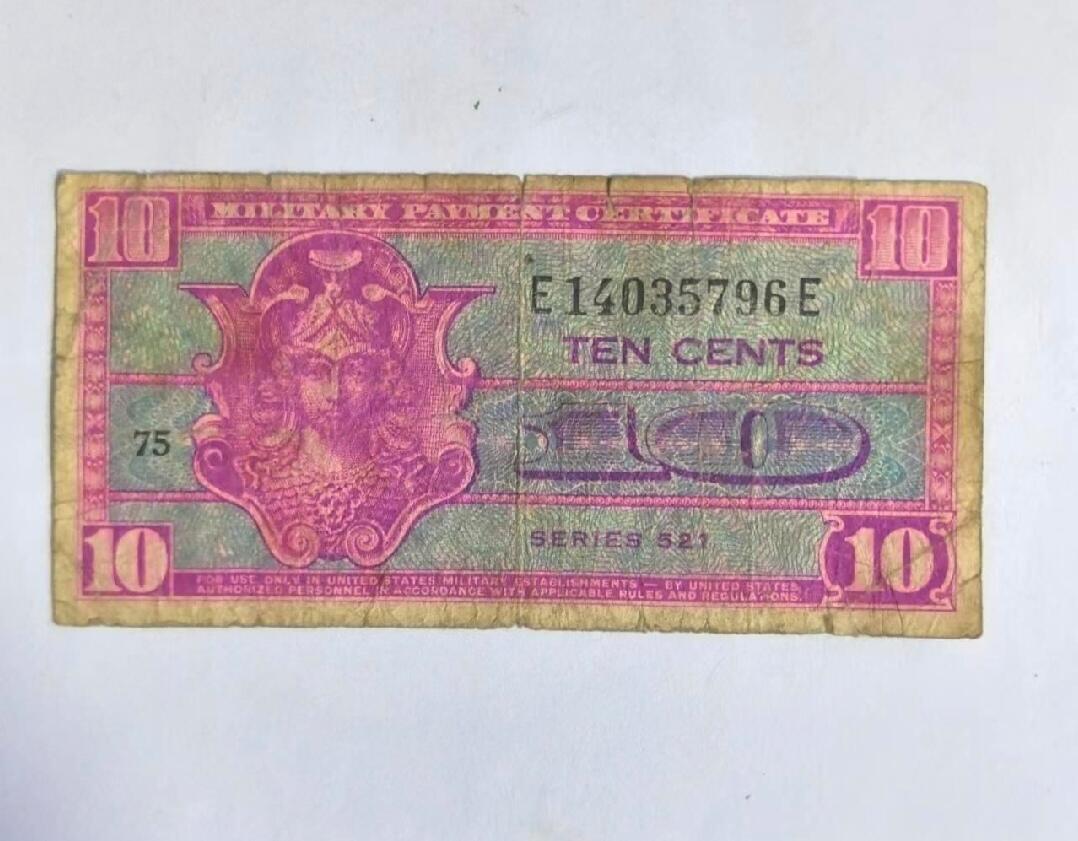 10 MILITARY PAYMENT CERTIFICATE 10
E14035796E
TEN CENTS
75 10
SERIES 521
10 10
FOR USE ONLY IN UNITED STATES MILITARY ESTABLISHMENTS — BY UNITED STATES
AUTHORIZED PERSONNEL IN ACCORDANCE WITH APPLICABLE RULES AND REGULATIONS.